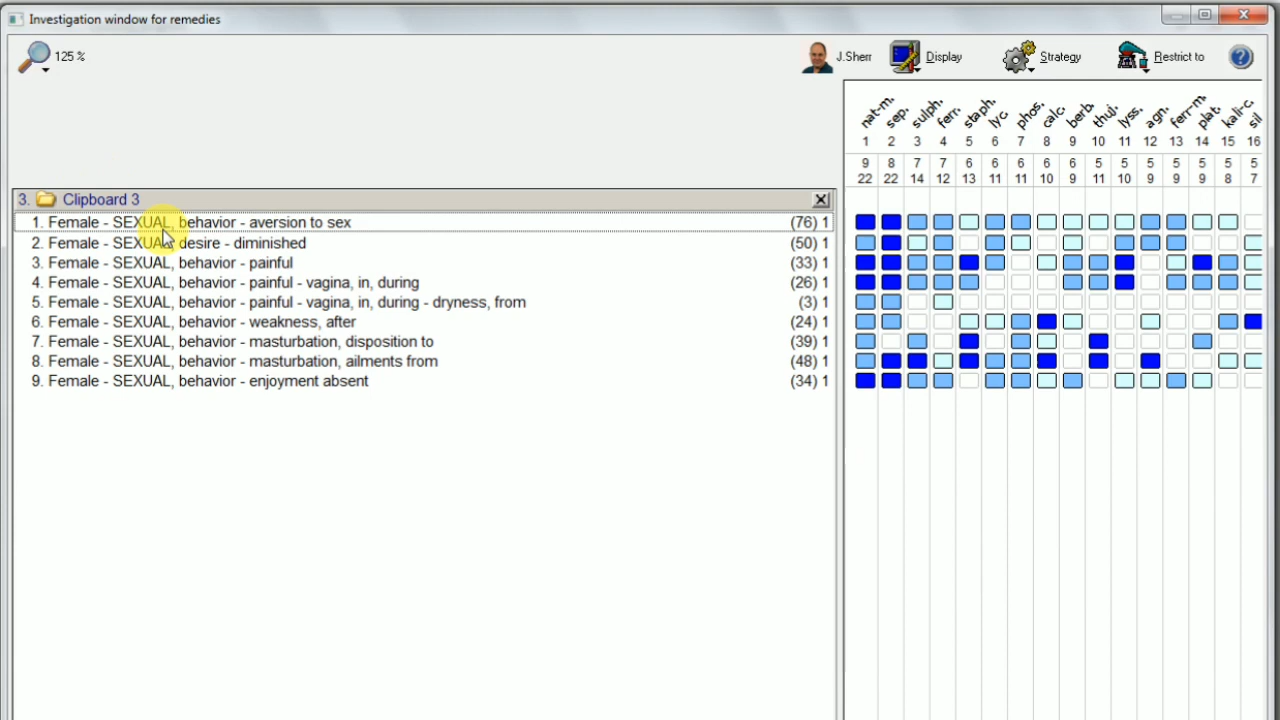 Investigation window for remedies
125 %
J.Sherr Display Strategy Restrict to
nat-m. sep. sulph. ferr. staph. lyc. phos. calc. berb. thuj. lyss. agn. ferr-m. plat. kali-c. sil
1 2 3 4 5 6 7 8 9 10 11 12 13 14 15 16
9 8 7 7 6 6 6 6 6 5 5 5 5 5 5 5
22 22 14 12 13 11 11 10 9 11 10 9 9 9 8 7
3. Clipboard 3
1. Female - SEXUAL, behavior - aversion to sex (76) 1
2. Female - SEXUAL, desire - diminished (50) 1
3. Female - SEXUAL, behavior - painful (33) 1
4. Female - SEXUAL, behavior - painful - vagina, in, during (26) 1
5. Female - SEXUAL, behavior - painful - vagina, in, during - dryness, from (3) 1
6. Female - SEXUAL, behavior - weakness, after (24) 1
7. Female - SEXUAL, behavior - masturbation, disposition to (39) 1
8. Female - SEXUAL, behavior - masturbation, ailments from (48) 1
9. Female - SEXUAL, behavior - enjoyment absent (34) 1